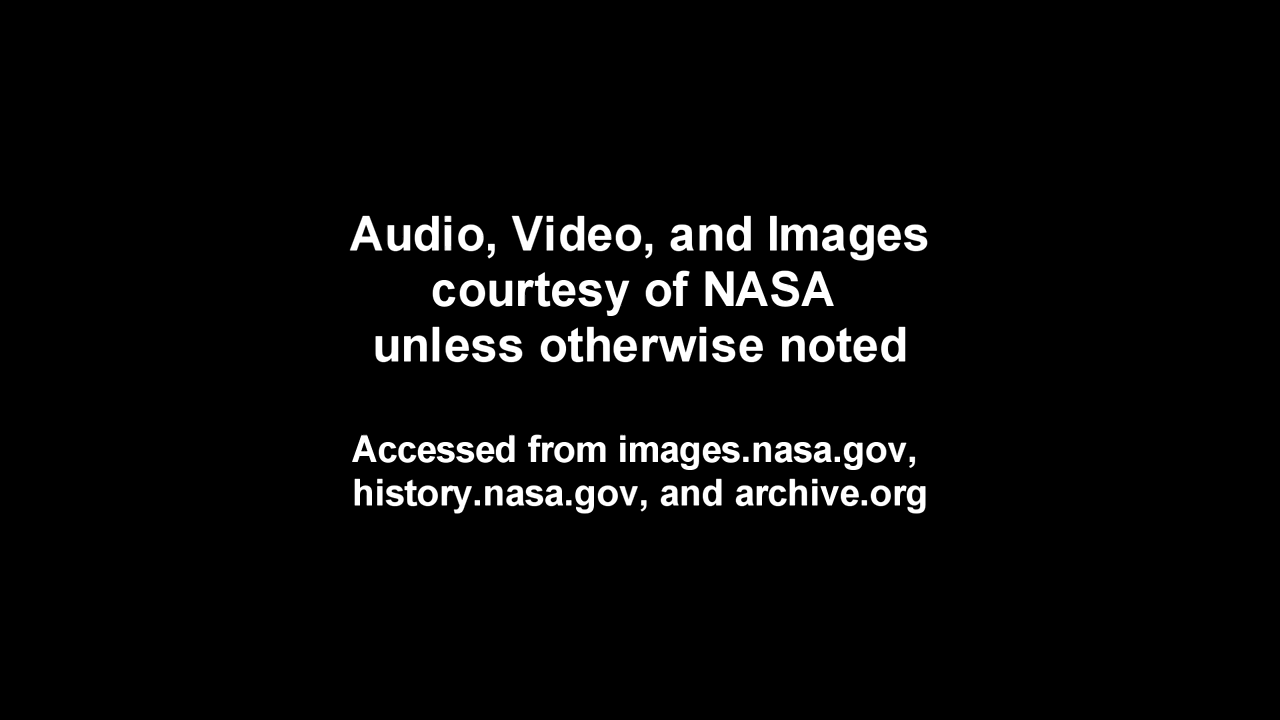 Audio, Video, and Images
courtesy of NASA
unless otherwise noted
Accessed from images.nasa.gov,
history.nasa.gov, and archive.org